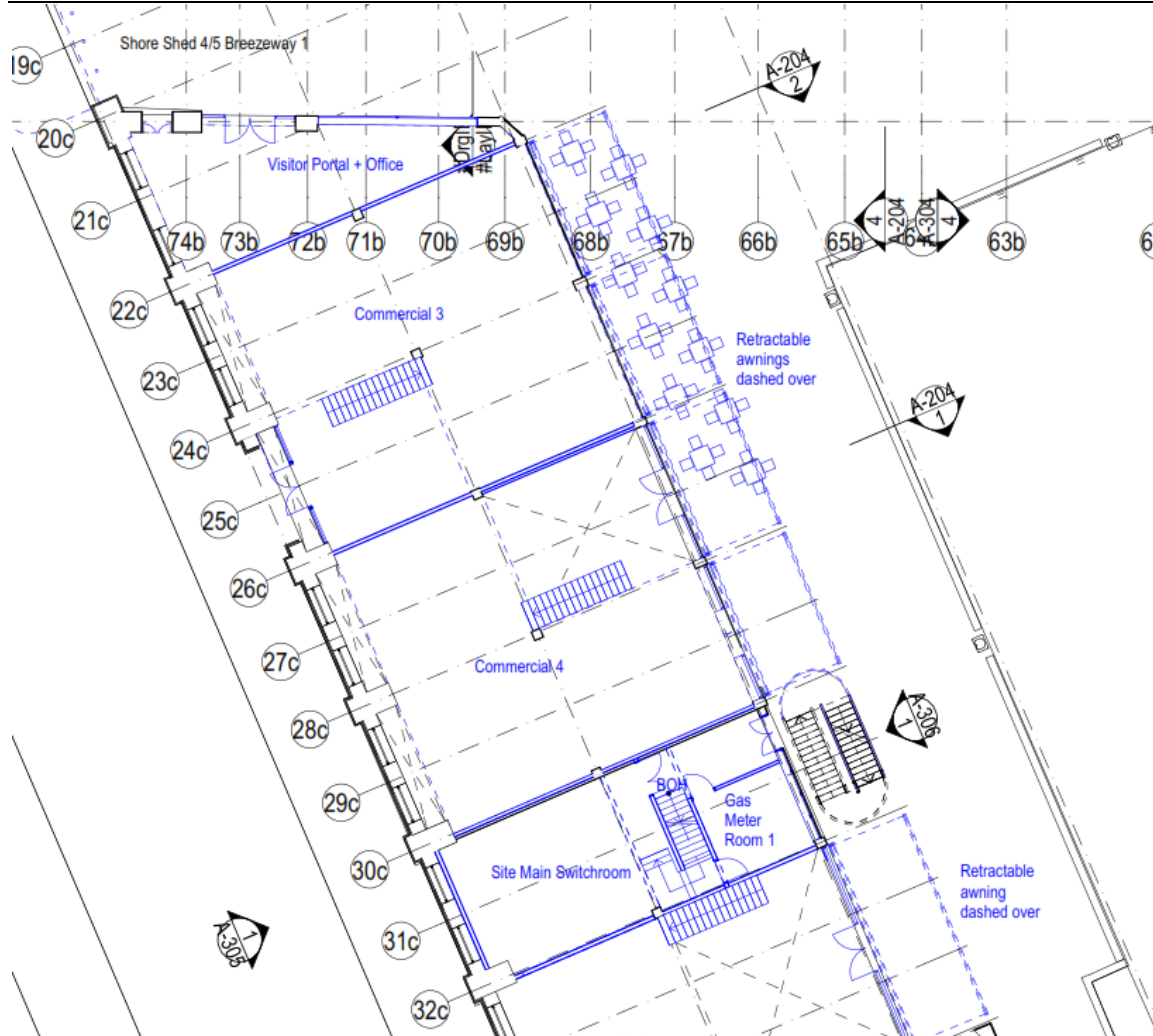 Shore Shed 4/5 Breezeway 1
19c
A-204
2
20c
Visitor Portal + Office
#Drgl
#Layl
21c
74b
73b
72b
71b
70b
69b
68b
67b
66b
65b
4
A-204
A-304
4
63b
22c
Commercial 3
Retractable
awnings
dashed over
23c
A-204
1
24c
25c
26c
27c
Commercial 4
28c
A-306
1
29c
BOH
Gas
Meter
Room 1
30c
Site Main Switchroom
Retractable
awning
dashed over
31c
1
A-305
32c